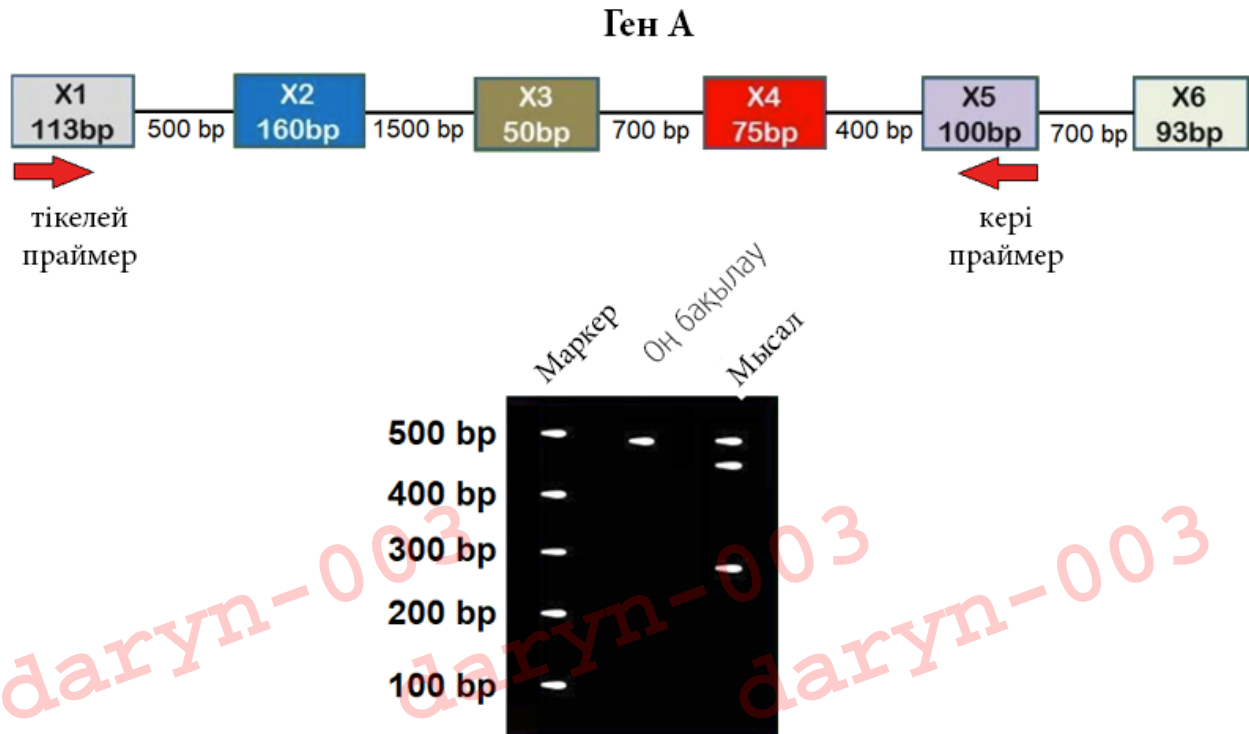 Ген А
X1 X2 X3 X4 X5 X6
113bp 500 bp 160bp 1500 bp 50bp 700 bp 75bp 400 bp 100bp 700 bp 93bp
тікелей
праймер
кері
праймер
Маркер
Оң бақылау
Мысал
500 bp
400 bp
300 bp
200 bp
100 bp
daryn-003
daryn-003
daryn-003